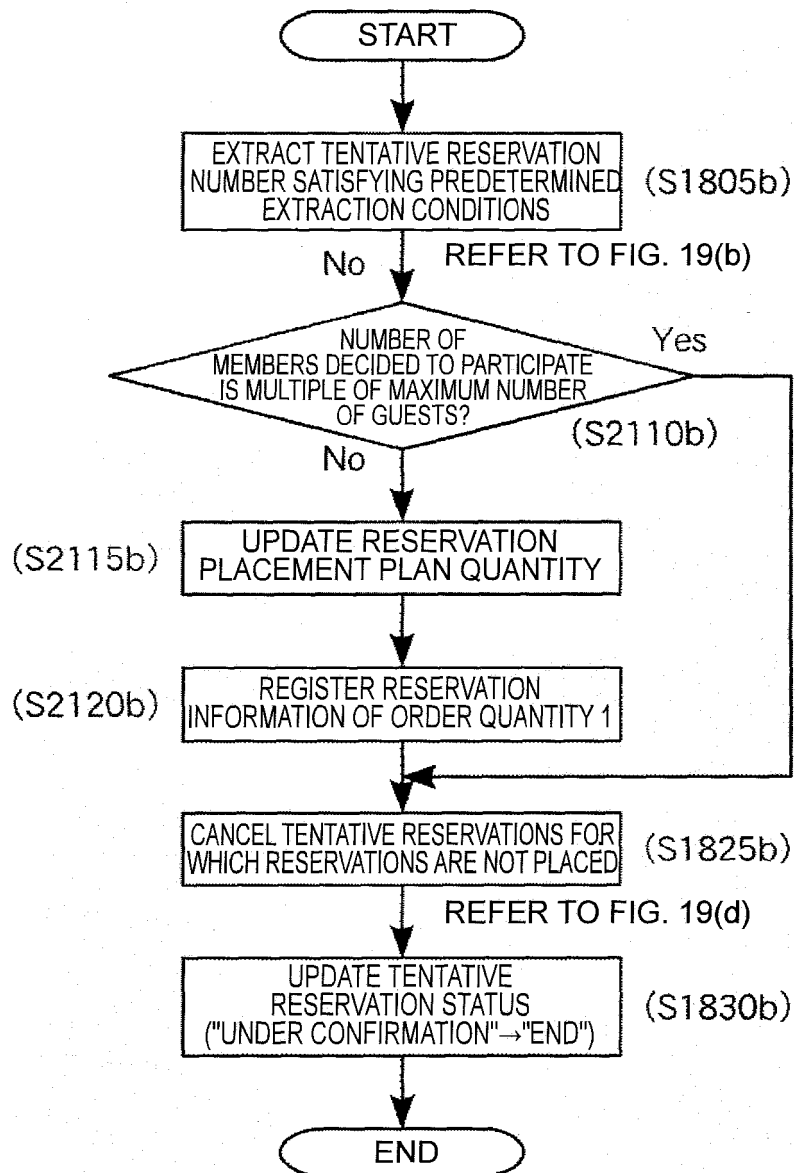 START
EXTRACT TENTATIVE RESERVATION
NUMBER SATISFYING PREDETERMINED
EXTRACTION CONDITIONS
(S1805b)
No
REFER TO FIG. 19(b)
NUMBER OF
MEMBERS DECIDED TO PARTICIPATE
IS MULTIPLE OF MAXIMUM NUMBER
OF GUESTS?
Yes
(S2110b)
No
(S2115b)
UPDATE RESERVATION
PLACEMENT PLAN QUANTITY
(S2120b)
REGISTER RESERVATION
INFORMATION OF ORDER QUANTITY 1
CANCEL TENTATIVE RESERVATIONS FOR
WHICH RESERVATIONS ARE NOT PLACED
(S1825b)
REFER TO FIG. 19(d)
UPDATE TENTATIVE
RESERVATION STATUS
("UNDER CONFIRMATION"→"END")
(S1830b)
END